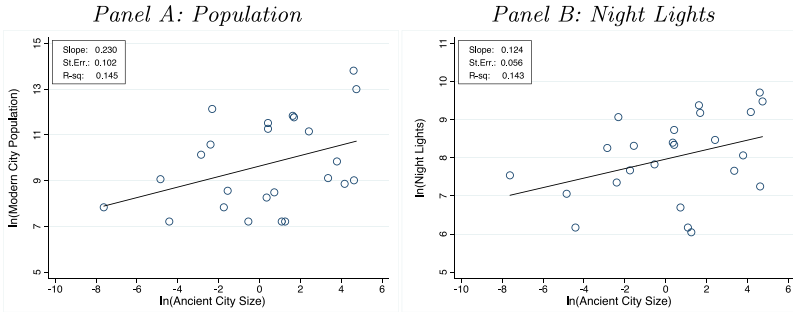 Panel A: Population
Panel B: Night Lights
Slope: 0.230
St.Err.: 0.102
R-sq: 0.145
ln(Modern City Population)
15
13
11
9
7
5
-10 -8 -6 -4 -2 0 2 4 6
ln(Ancient City Size)
Slope: 0.124
St.Err.: 0.056
R-sq: 0.143
ln(Night Lights)
11
10
9
8
7
6
5
-10 -8 -6 -4 -2 0 2 4 6
ln(Ancient City Size)